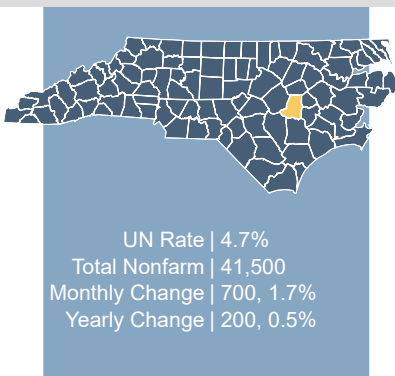 UN Rate | 4.7%
Total Nonfarm | 41,500
Monthly Change | 700, 1.7%
Yearly Change | 200, 0.5%